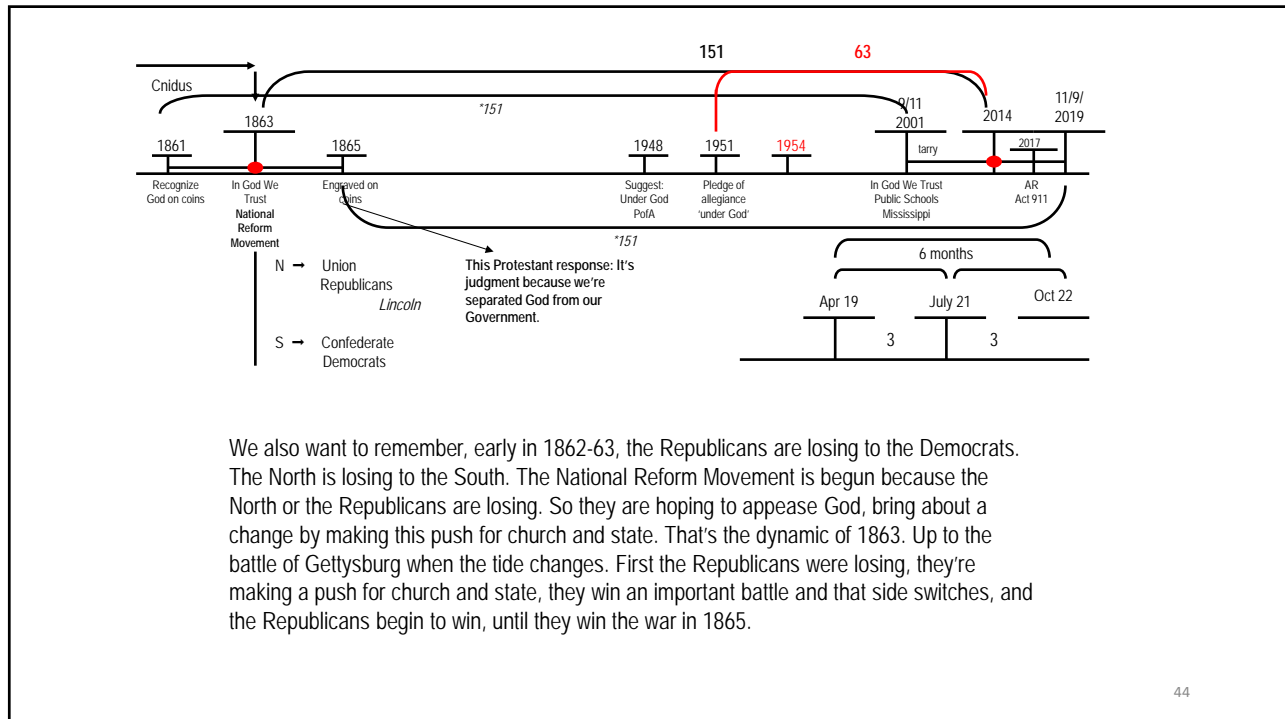 151
63
Cnidus
*151
9/11
2001
11/9/
2019
1863
2014
1861
1865
1948
1951
1954
tarry
2017
Recognize
God on coins
In God We
Trust
National
Reform
Movement
Engraved on
coins
Suggest:
Under God
PofA
Pledge of
allegiance
‘under God’
In God We Trust
Public Schools
Mississippi
AR
Act 911
*151
N → Union
Republicans
Lincoln
S → Confederate
Democrats
This Protestant response: It’s
judgment because we’re
separated God from our
Government.
6 months
Apr 19
July 21
Oct 22
3
3
We also want to remember, early in 1862-63, the Republicans are losing to the Democrats.
The North is losing to the South. The National Reform Movement is begun because the
North or the Republicans are losing. So they are hoping to appease God, bring about a
change by making this push for church and state. That’s the dynamic of 1863. Up to the
battle of Gettysburg when the tide changes. First the Republicans were losing, they’re
making a push for church and state, they win an important battle and that side switches, and
the Republicans begin to win, until they win the war in 1865.
44